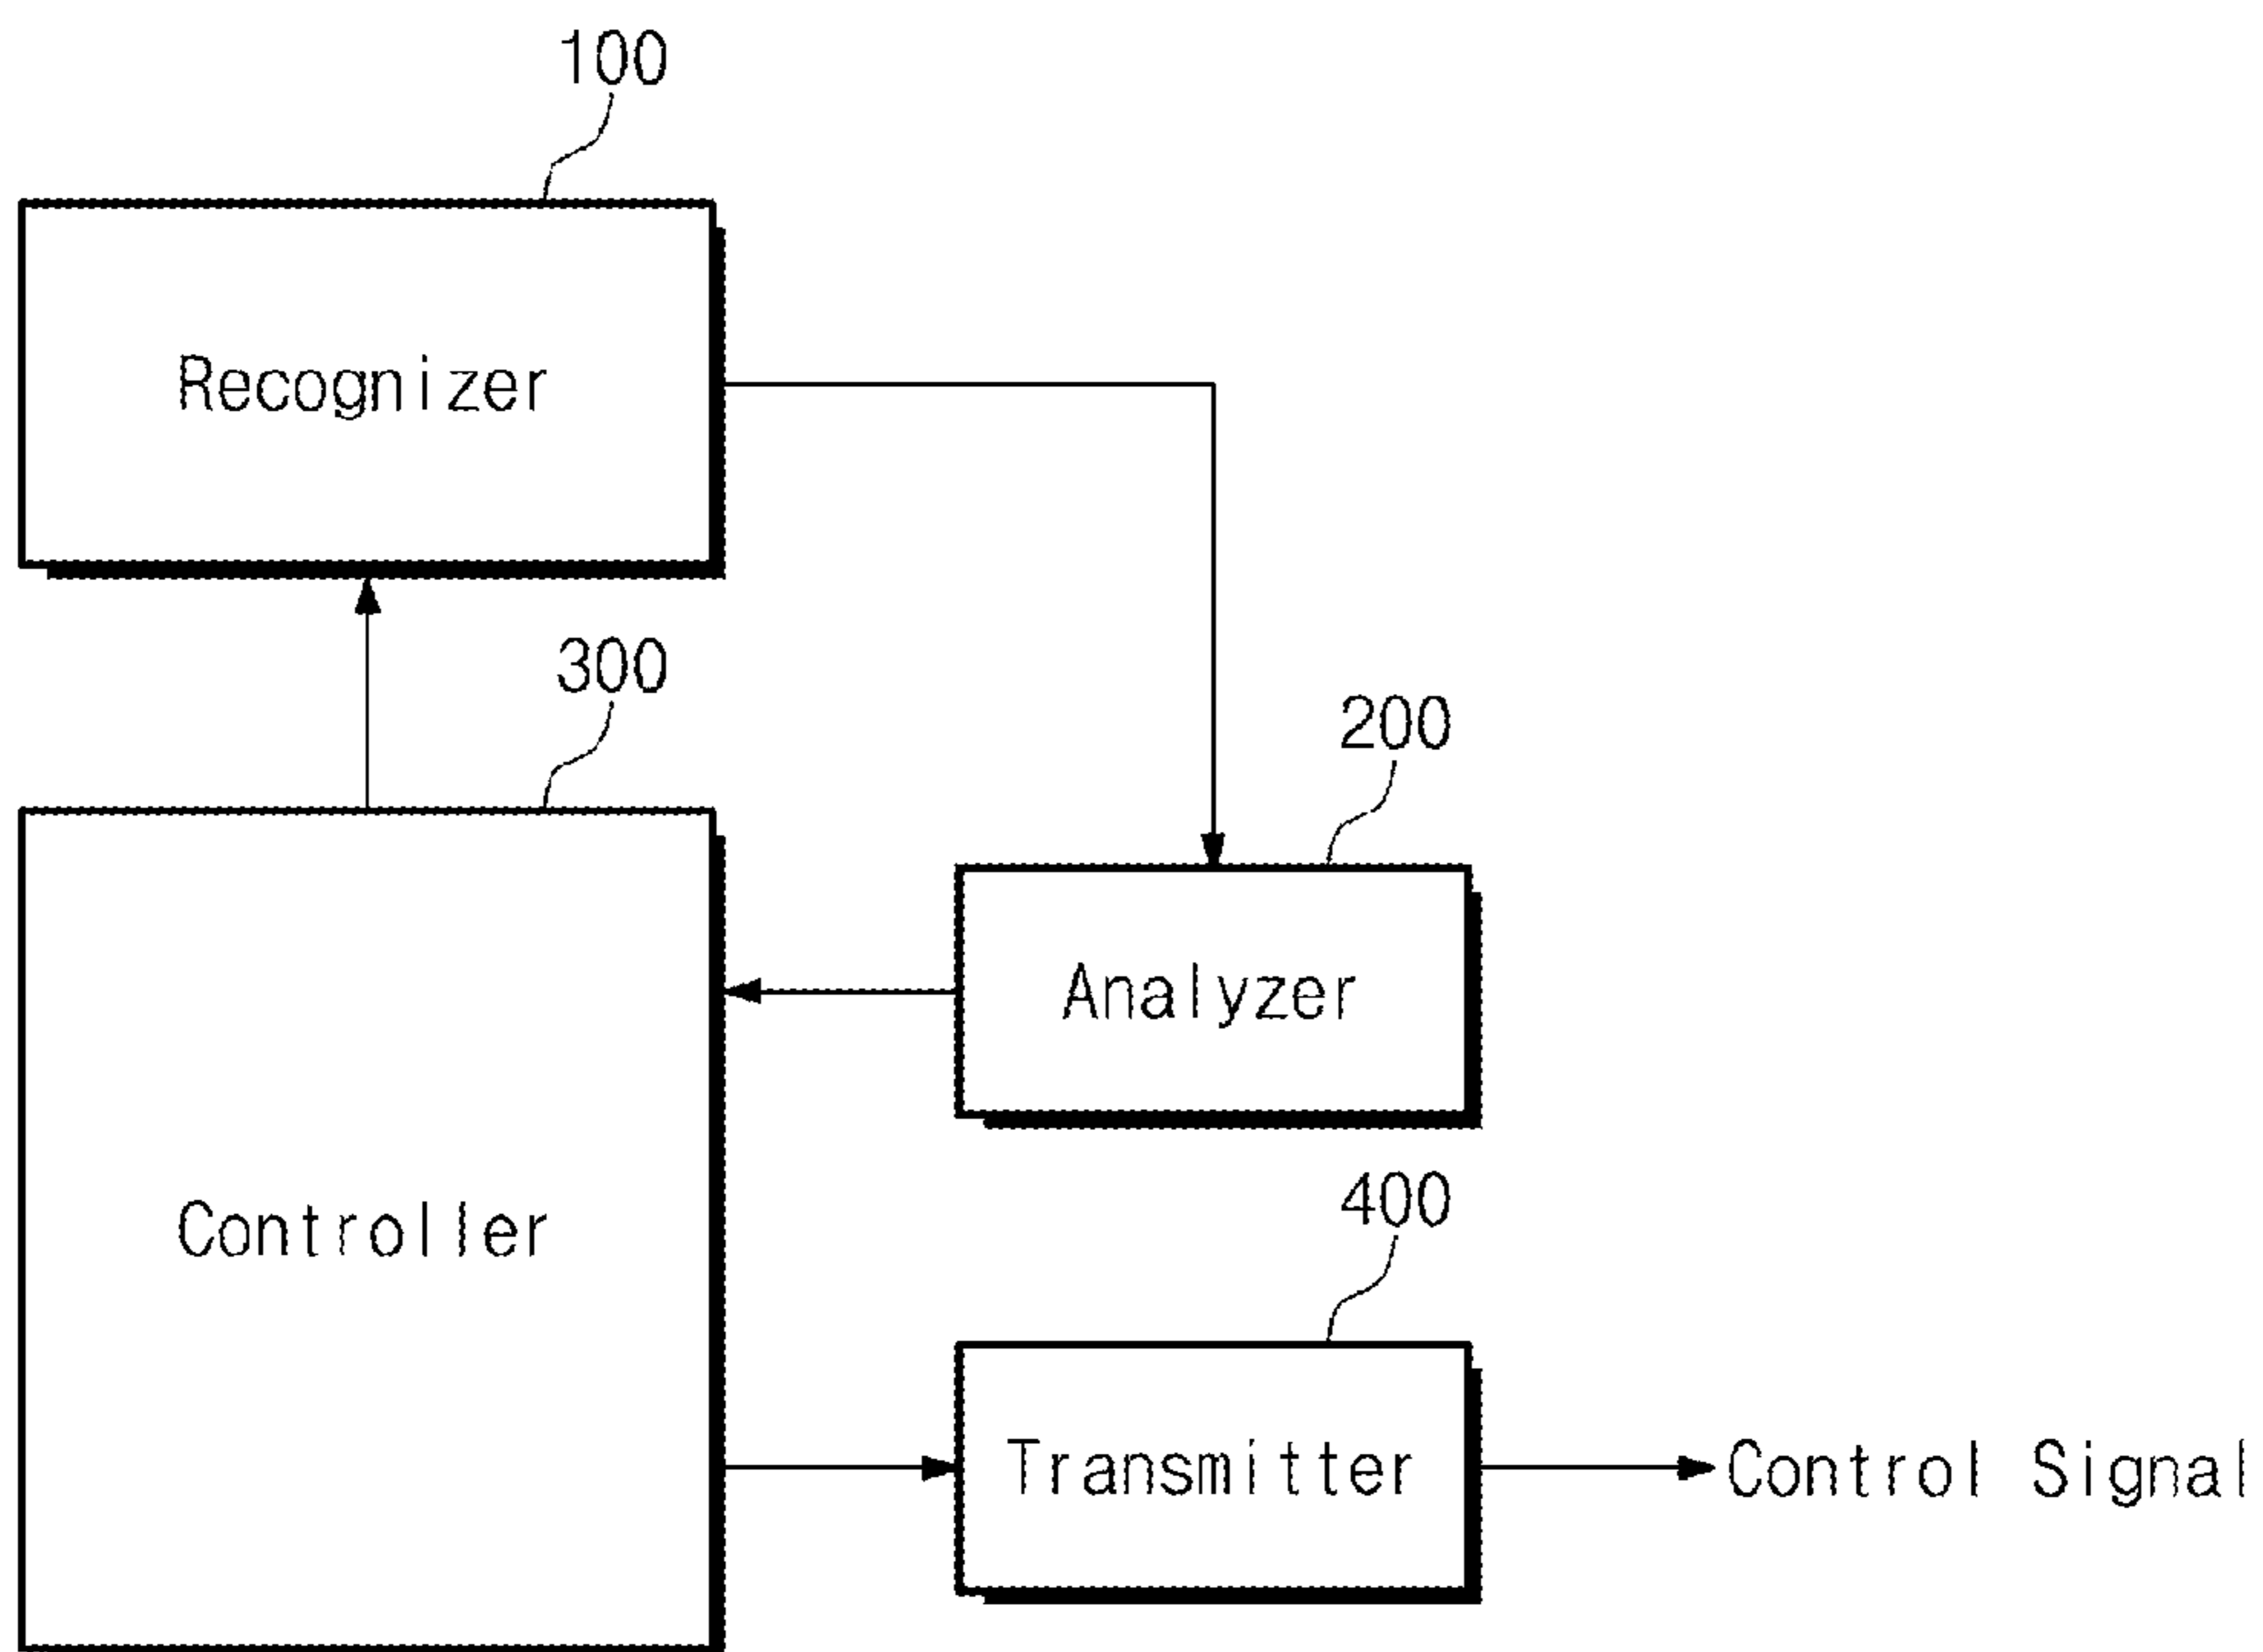 100
Recognizer
300
200
Analyzer
Controller
400
Transmitter
Control Signal